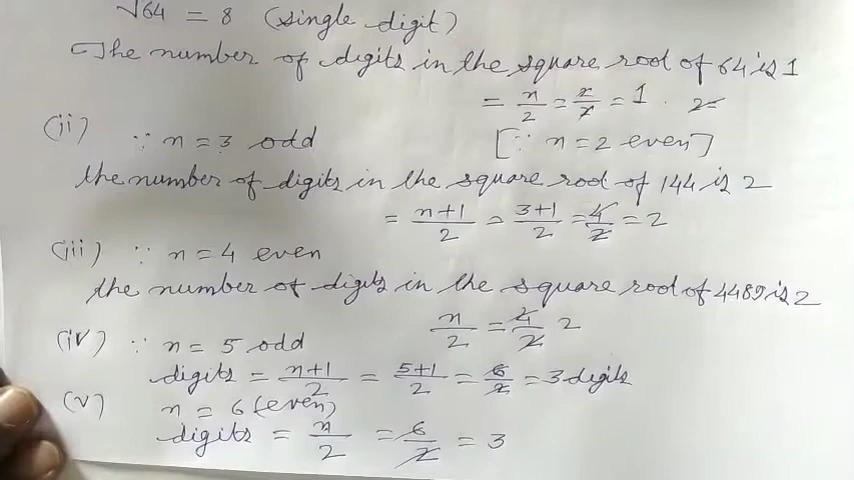 √64 = 8 (single digit)
The number of digits in the square root of 64 is 1
= n/2 = 2/2 = 1
(ii) ∵ n = 3 odd [∵ n = 2 even]
the number of digits in the square root of 144 is 2
= n+1/2 = 3+1/2 = 4/2 = 2
(iii) ∵ n = 4 even
the number of digits in the square root of 4489 is 2
n/2 = 4/2 2
(iv) ∵ n = 5 odd
digits = n+1/2 = 5+1/2 = 6/2 = 3 digits
(v) n = 6 (even)
digits = n/2 = 6/2 = 3